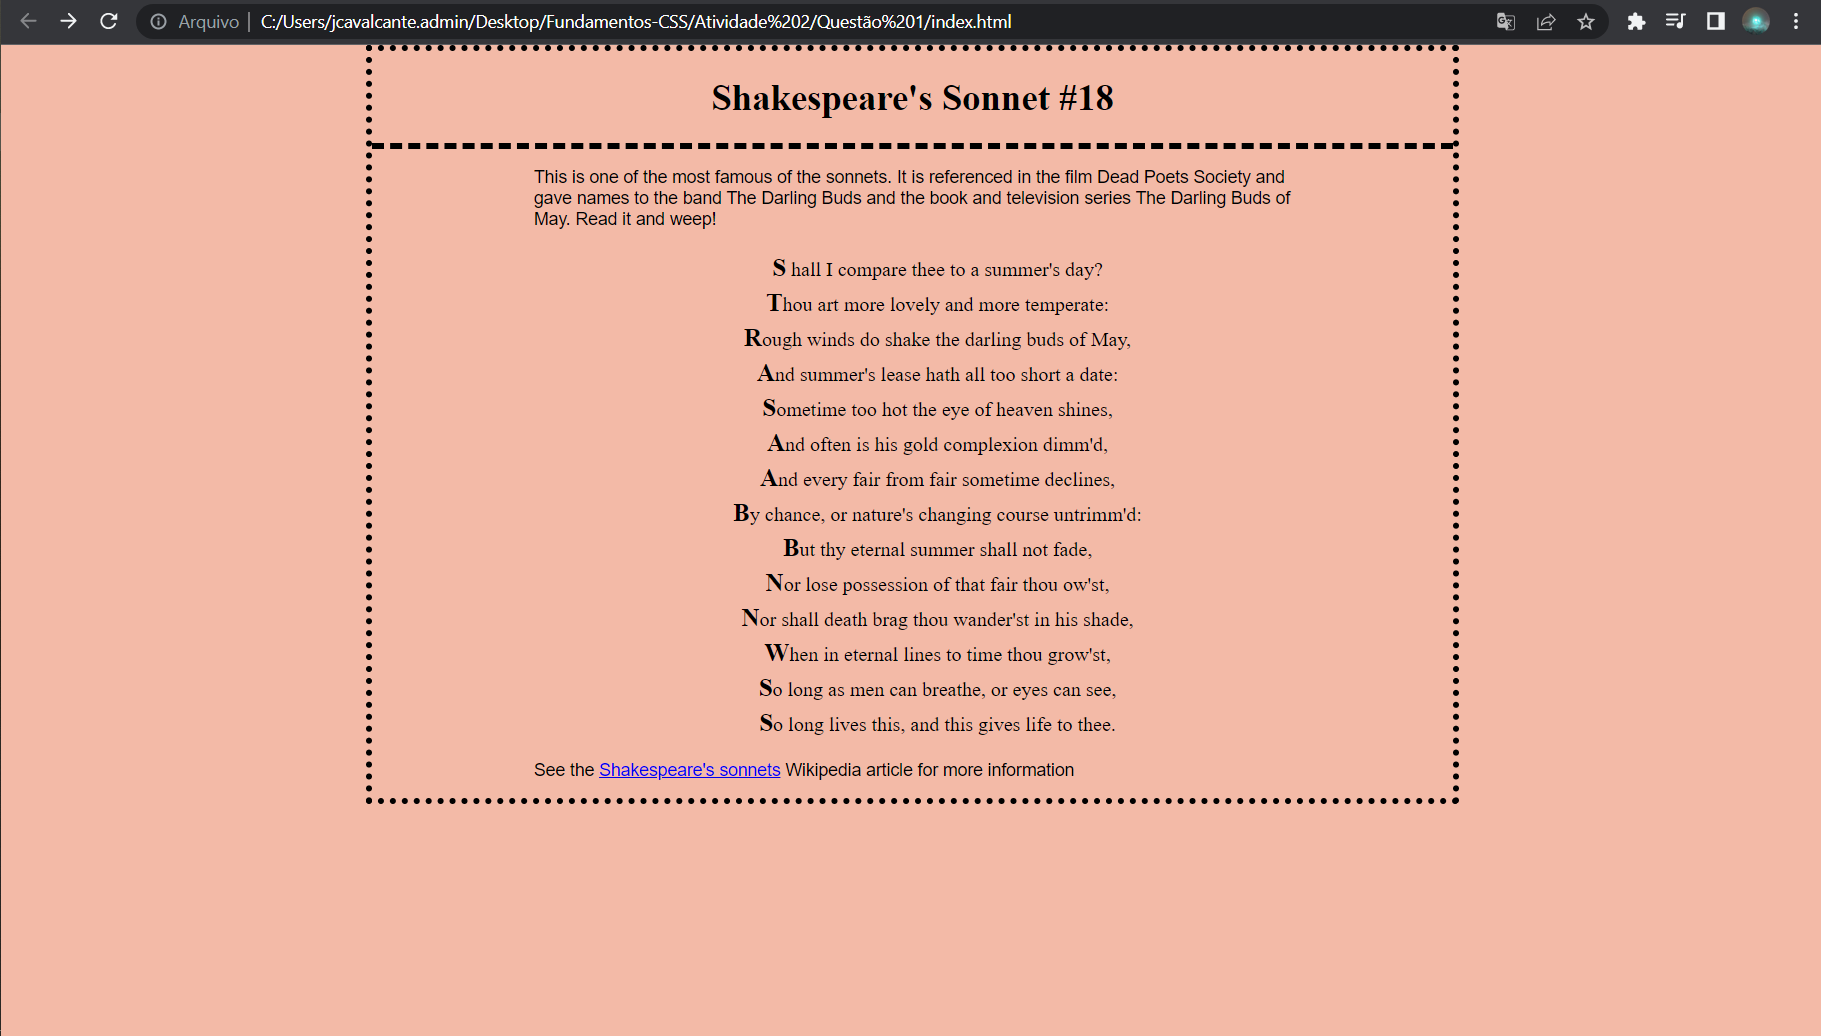 Arquivo | C:/Users/jcavalcante.admin/Desktop/Fundamentos-CSS/Atividade%202/Questão%201/index.html
Shakespeare's Sonnet #18
This is one of the most famous of the sonnets. It is referenced in the film Dead Poets Society and
gave names to the band The Darling Buds and the book and television series The Darling Buds of
May. Read it and weep!
S hall I compare thee to a summer's day?
Thou art more lovely and more temperate:
Rough winds do shake the darling buds of May,
And summer's lease hath all too short a date:
Sometime too hot the eye of heaven shines,
And often is his gold complexion dimm'd,
And every fair from fair sometime declines,
By chance, or nature's changing course untrimm'd:
But thy eternal summer shall not fade,
Nor lose possession of that fair thou ow'st,
Nor shall death brag thou wander'st in his shade,
When in eternal lines to time thou grow'st,
So long as men can breathe, or eyes can see,
So long lives this, and this gives life to thee.
See the Shakespeare's sonnets Wikipedia article for more information